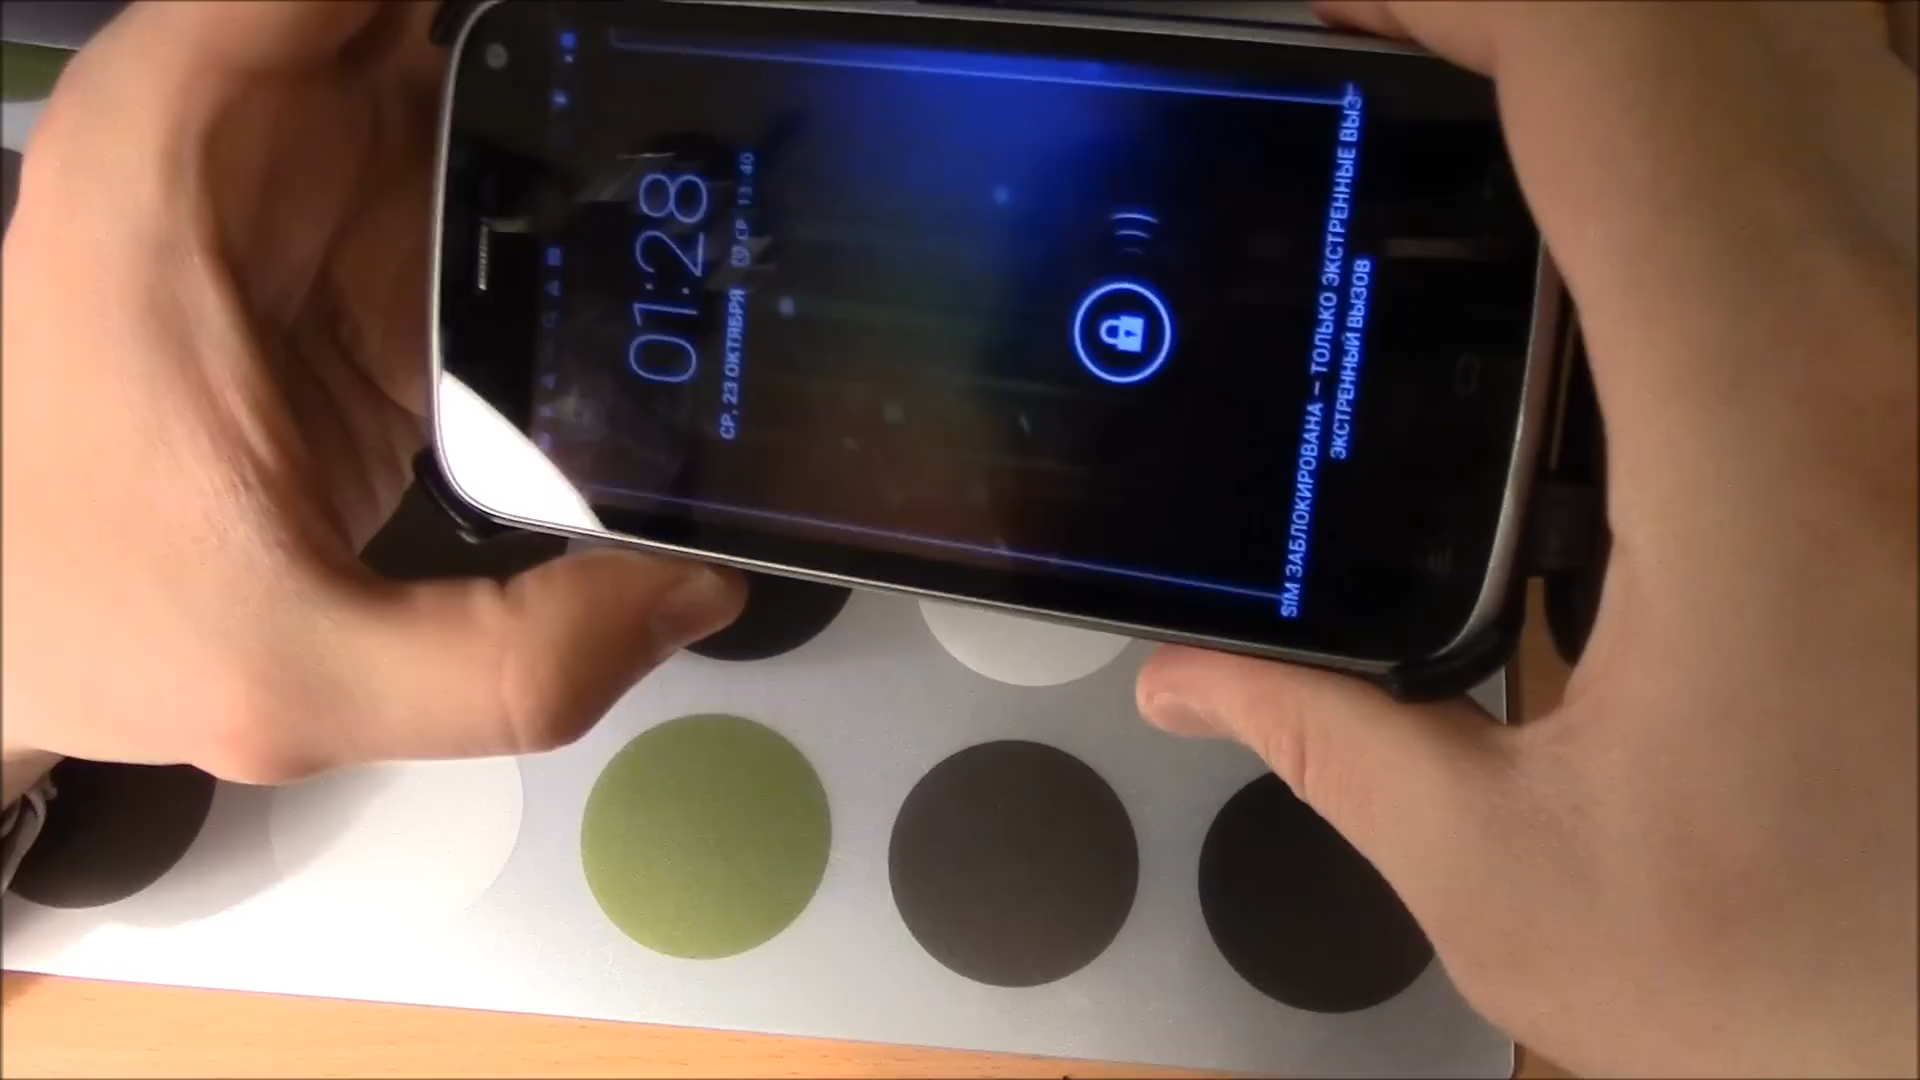 01:28
СР, 23 ОКТЯБРЯ СР, 13:40
SIM ЗАБЛОКИРОВАНА – ТОЛЬКО ЭКСТРЕННЫЕ ВЫЗ
ЭКСТРЕННЫЙ ВЫЗОВ